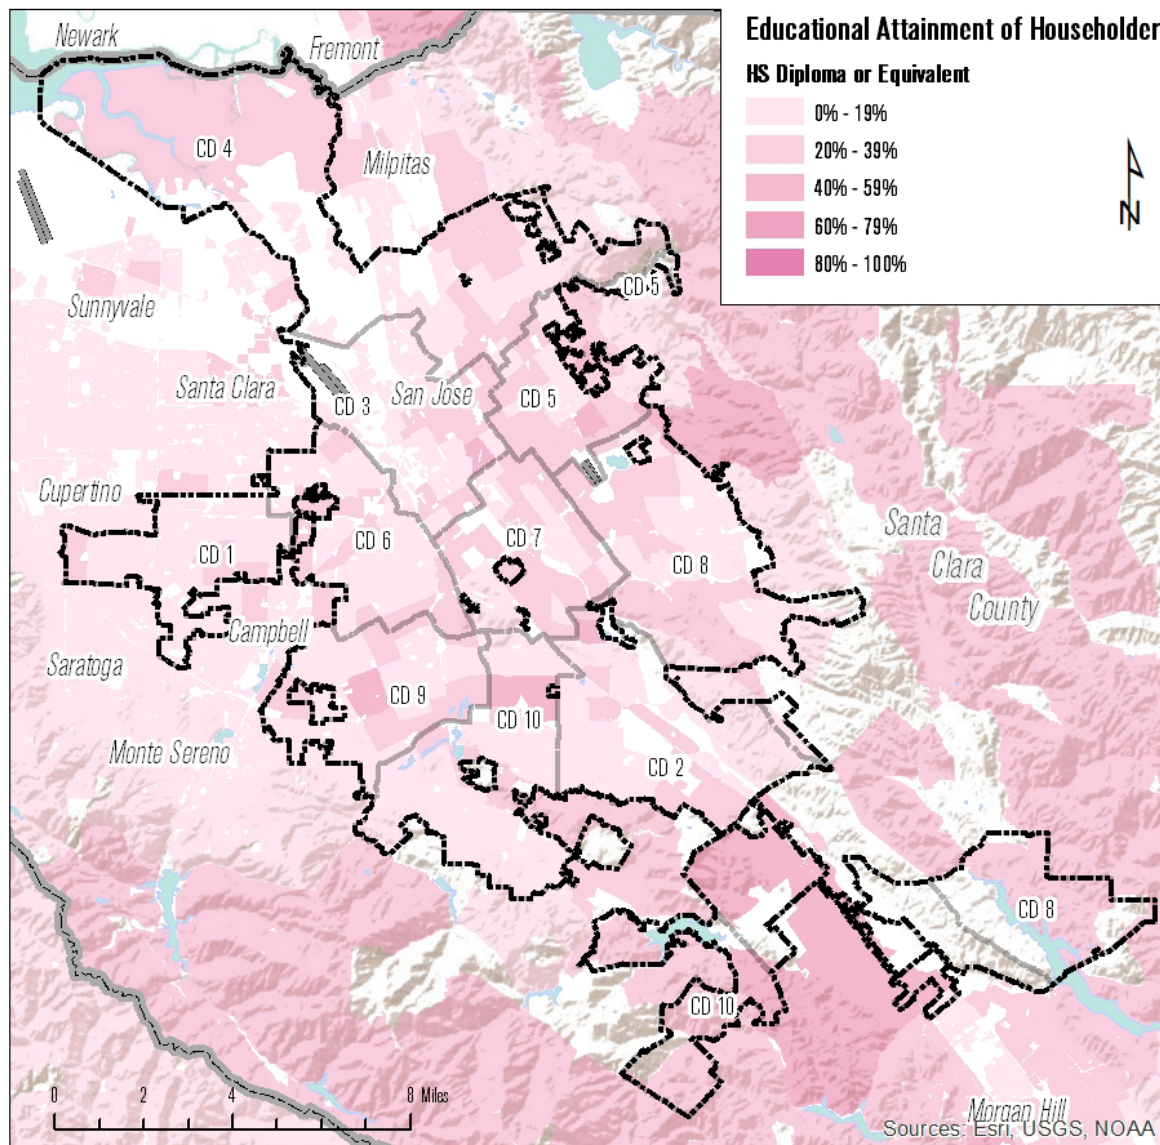 Educational Attainment of Householder
HS Diploma or Equivalent
0% - 19%
20% - 39%
40% - 59%
60% - 79%
80% - 100%
N
Newark
Fremont
CD 4
Milpitas
CD 5
Sunnyvale
Santa Clara
CD 3
San Jose
CD 5
Cupertino
Santa
Clara
County
CD 1
CD 6
CD 7
CD 8
Campbell
Saratoga
CD 9
CD 10
Monte Sereno
CD 2
CD 8
CD 10
0 2 4 8 Miles
Morgan Hill
Sources: Esri, USGS, NOAA